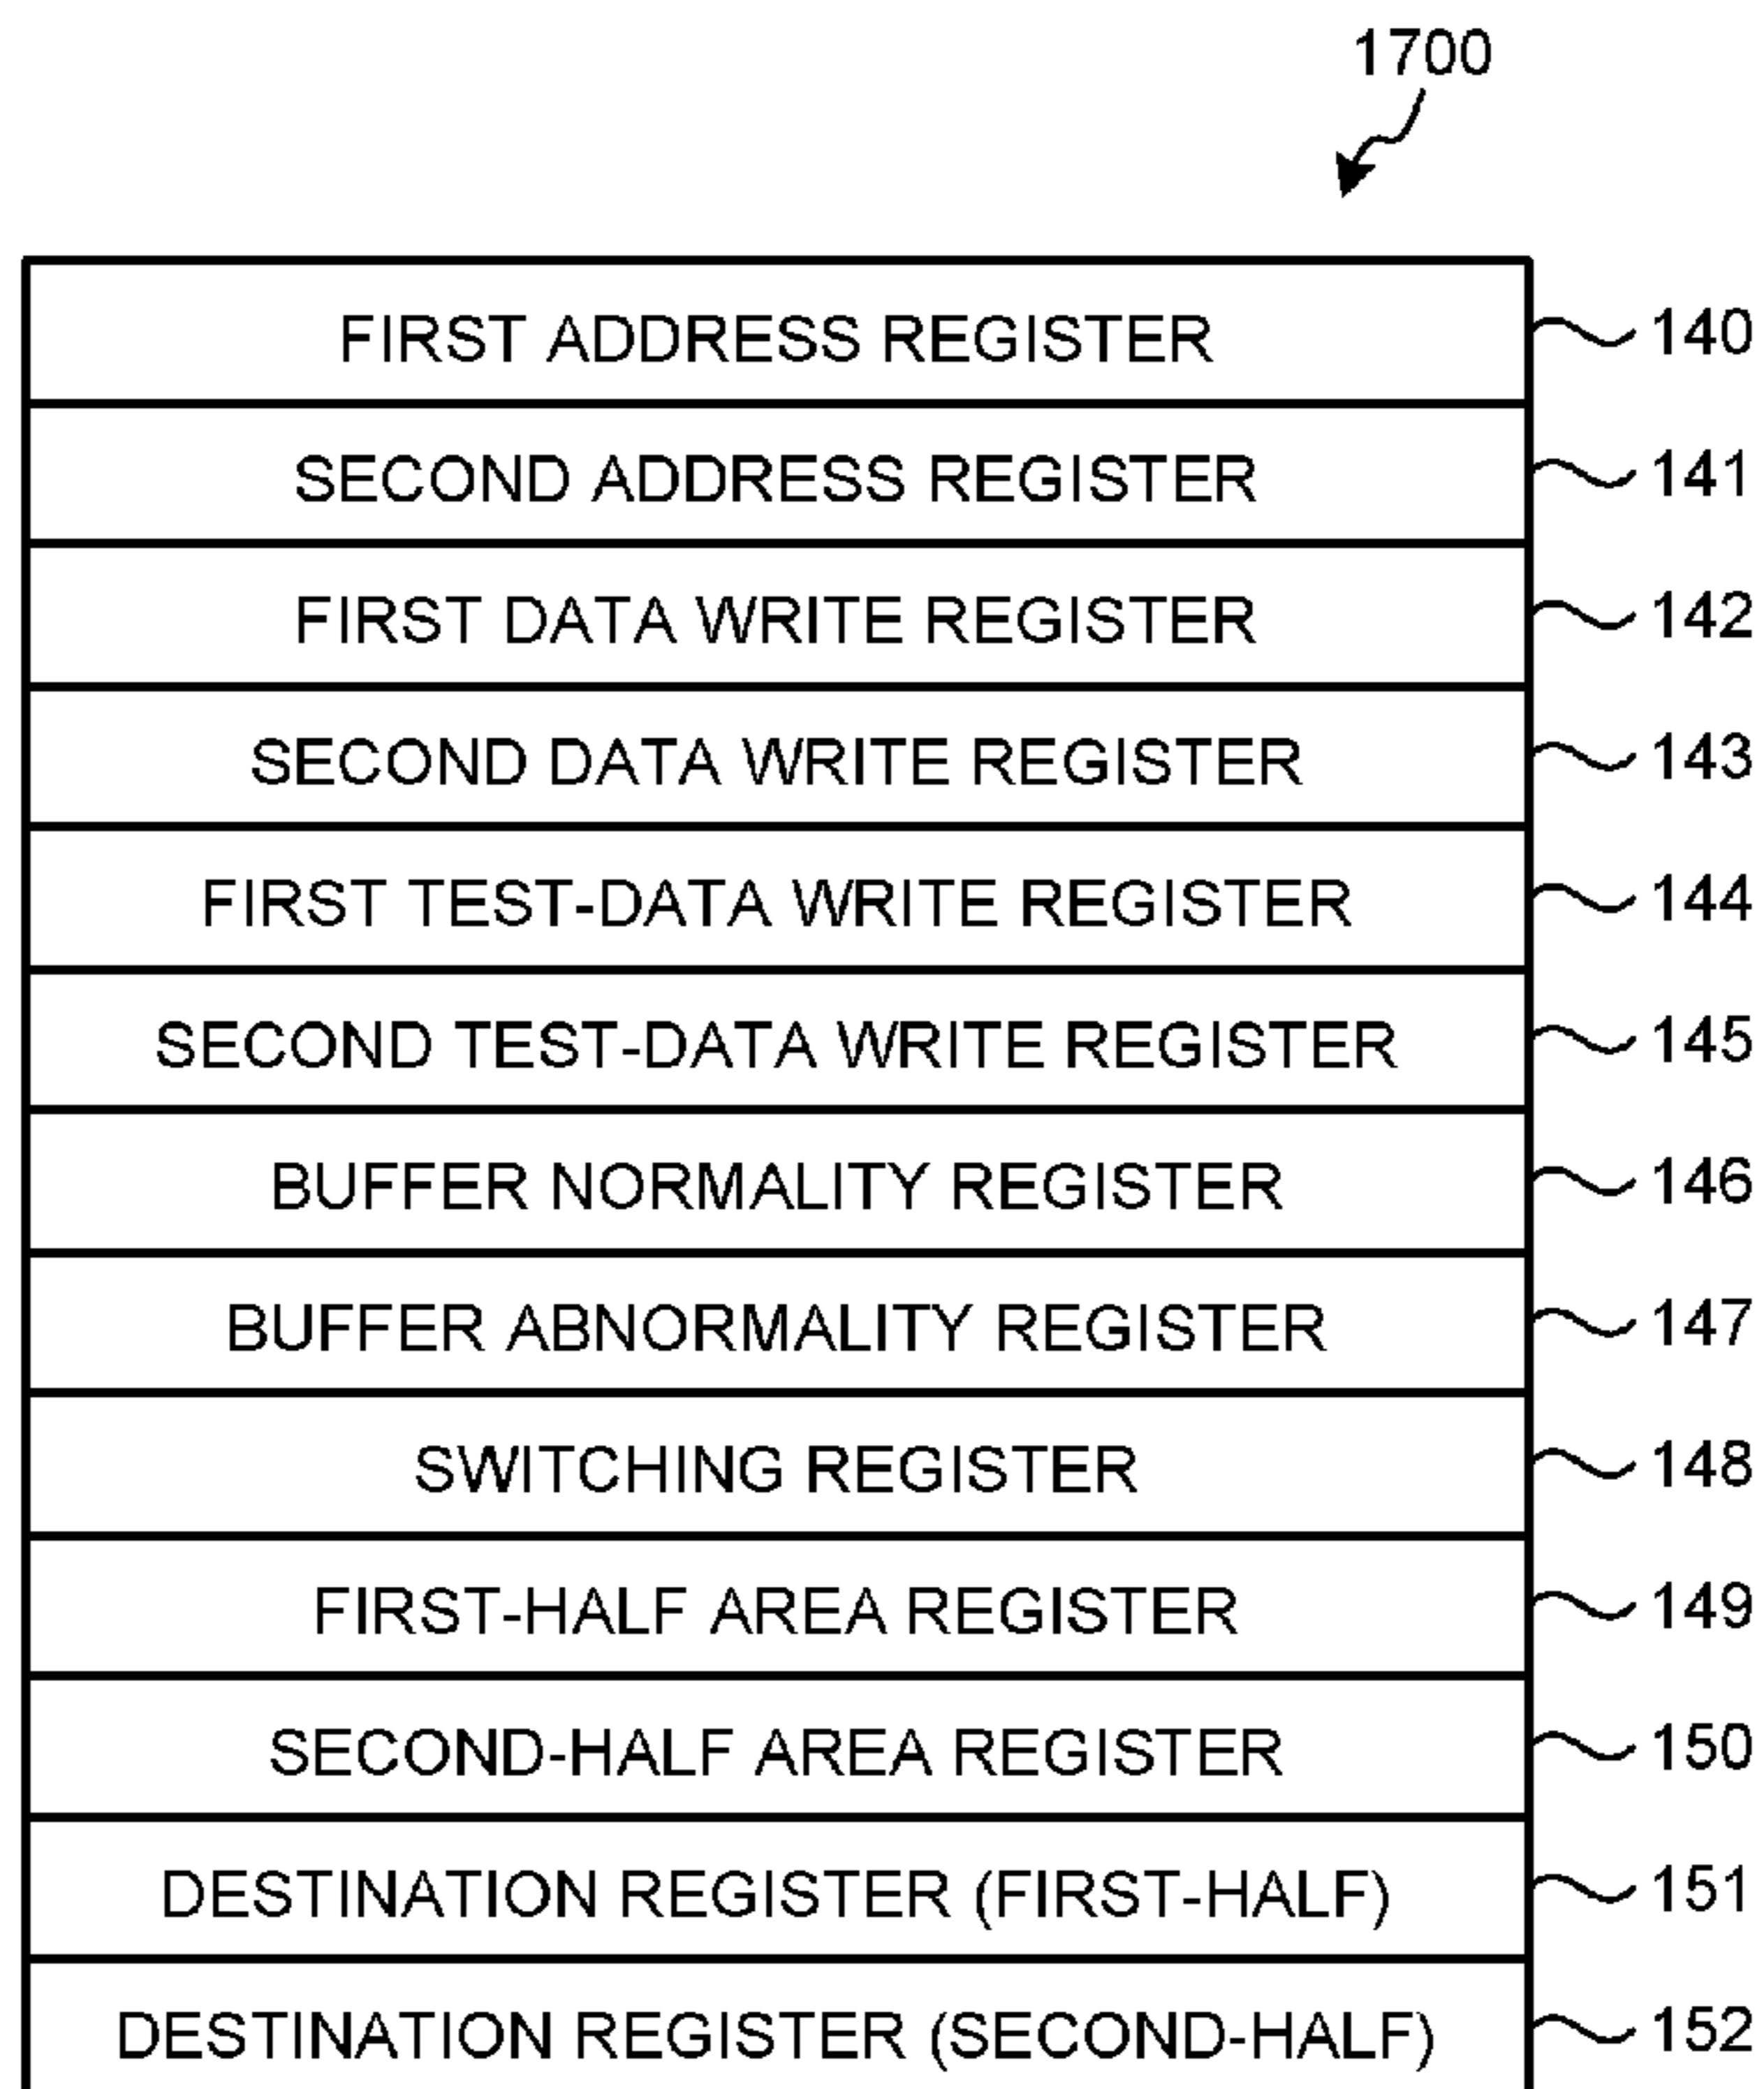 1700
FIRST ADDRESS REGISTER 140
SECOND ADDRESS REGISTER 141
FIRST DATA WRITE REGISTER 142
SECOND DATA WRITE REGISTER 143
FIRST TEST-DATA WRITE REGISTER 144
SECOND TEST-DATA WRITE REGISTER 145
BUFFER NORMALITY REGISTER 146
BUFFER ABNORMALITY REGISTER 147
SWITCHING REGISTER 148
FIRST-HALF AREA REGISTER 149
SECOND-HALF AREA REGISTER 150
DESTINATION REGISTER (FIRST-HALF) 151
DESTINATION REGISTER (SECOND-HALF) 152